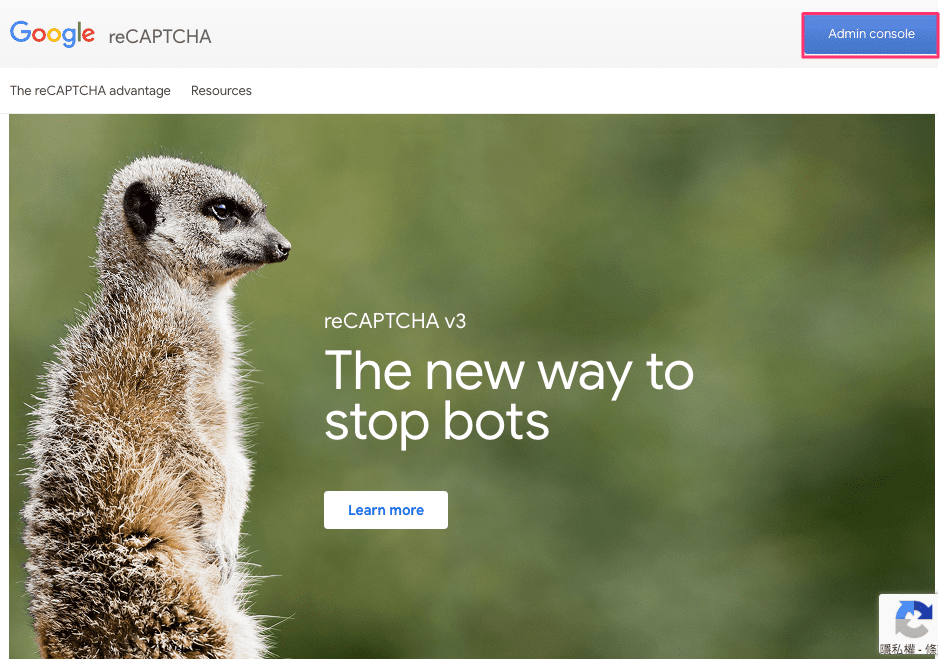 Google reCAPTCHA
Admin console
The reCAPTCHA advantage Resources
reCAPTCHA v3
The new way to
stop bots
Learn more
隱私權 - 條